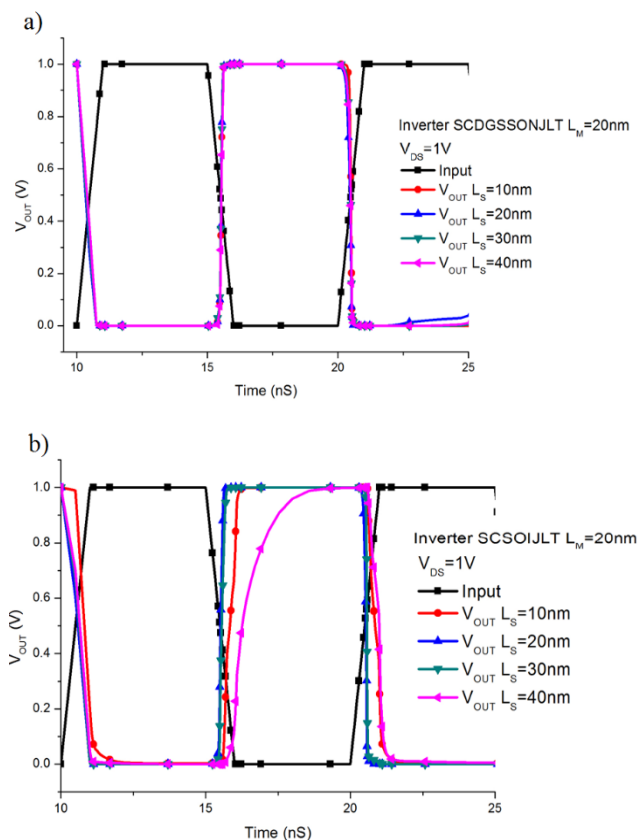 a)
1.0
0.8
0.6
0.4
0.2
0.0
V_OUT (V)
10
15
20
25
Time (nS)
Inverter SCDGSSONJLT L_M=20nm
V_DS=1V
Input
V_OUT L_S=10nm
V_OUT L_S=20nm
V_OUT L_S=30nm
V_OUT L_S=40nm
b)
1.0
0.8
0.6
0.4
0.2
0.0
V_OUT (V)
10
15
20
25
Time (nS)
Inverter SCSOIJLT L_M=20nm
V_DS=1V
Input
V_OUT L_S=10nm
V_OUT L_S=20nm
V_OUT L_S=30nm
V_OUT L_S=40nm